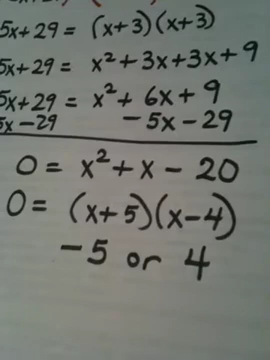 5x+29 = (x+3)(x+3)
5x+29 = x²+3x+3x+9
5x+29 = x²+6x+9
5x-29 -5x-29
0 = x²+x-20
0 = (x+5)(x-4)
-5 or 4